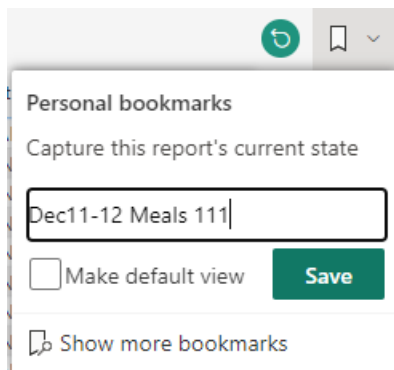 Personal bookmarks
Capture this report's current state
Dec11-12 Meals 111
Make default view
Save
Show more bookmarks